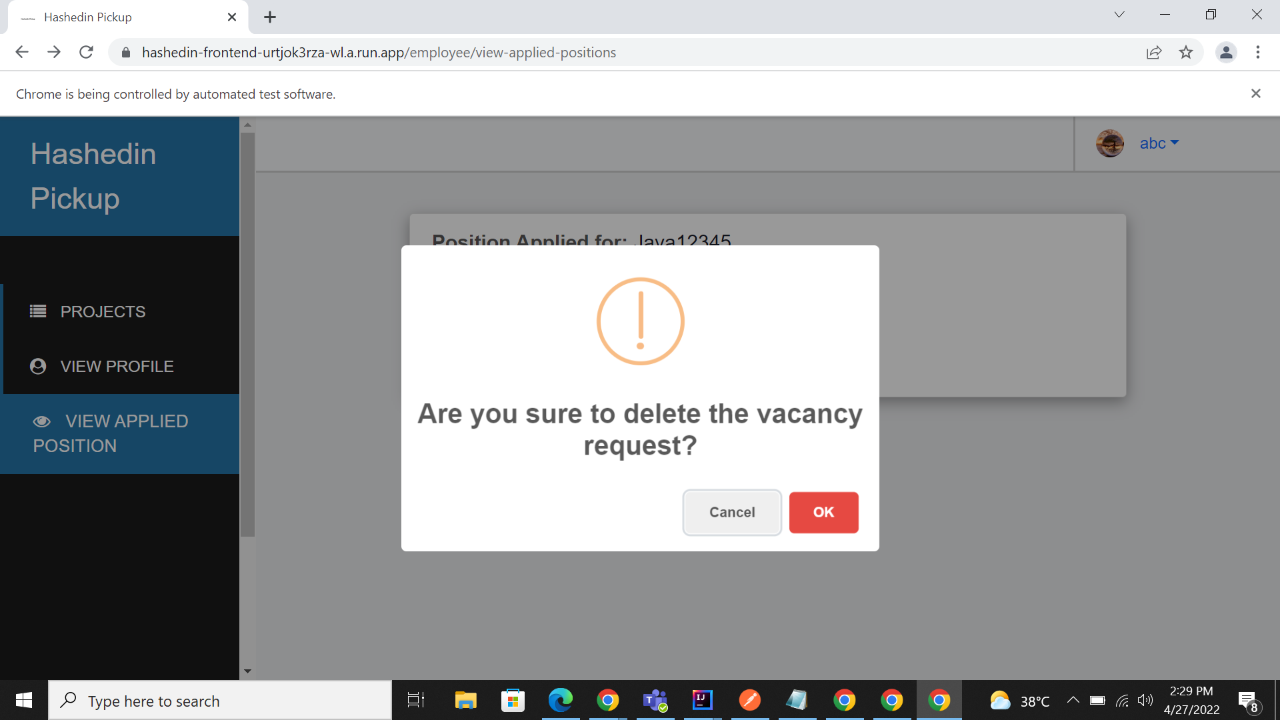 Hashedin Pickup
hashedin-frontend-urtjok3rza-wl.a.run.app/employee/view-applied-positions
Chrome is being controlled by automated test software.
Hashedin
Pickup
abc
PROJECTS
VIEW PROFILE
VIEW APPLIED
POSITION
Position Applied for: Java12345
Are you sure to delete the vacancy
request?
Cancel
OK
Type here to search
38°C
2:29 PM
4/27/2022
8